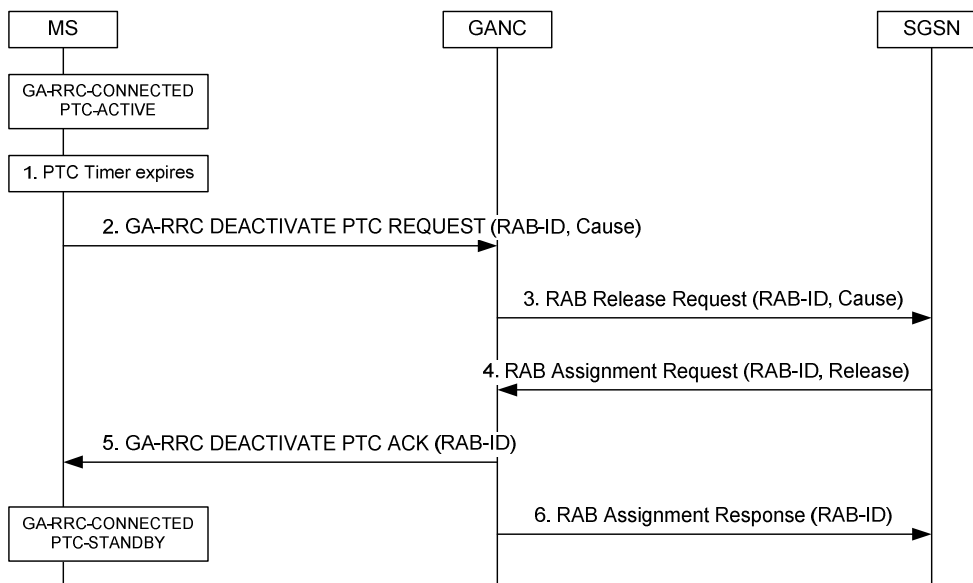 MS
GANC
SGSN
GA-RRC-CONNECTED
PTC-ACTIVE
1. PTC Timer expires
2. GA-RRC DEACTIVATE PTC REQUEST (RAB-ID, Cause)
3. RAB Release Request (RAB-ID, Cause)
4. RAB Assignment Request (RAB-ID, Release)
5. GA-RRC DEACTIVATE PTC ACK (RAB-ID)
GA-RRC-CONNECTED
PTC-STANDBY
6. RAB Assignment Response (RAB-ID)